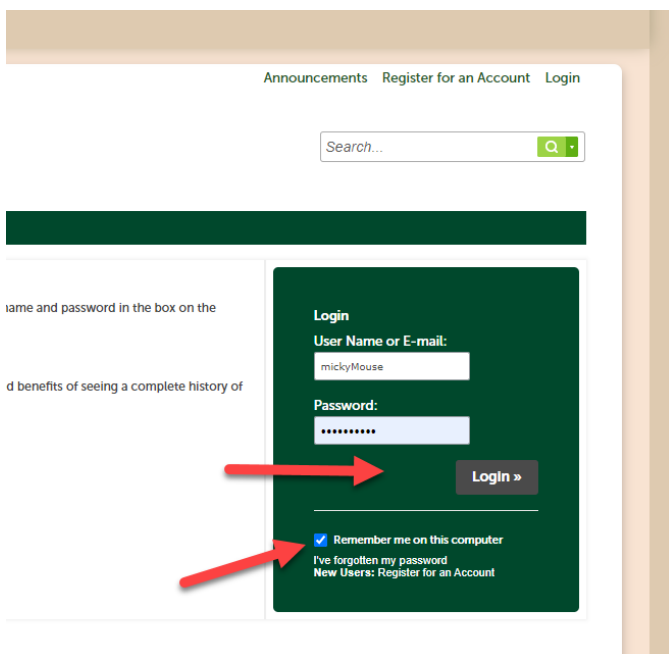 Announcements Register for an Account Login
Search...
name and password in the box on the
d benefits of seeing a complete history of
Login
User Name or E-mail:
mickyMouse
Password:
••••••••••
Login »
Remember me on this computer
I've forgotten my password
New Users: Register for an Account